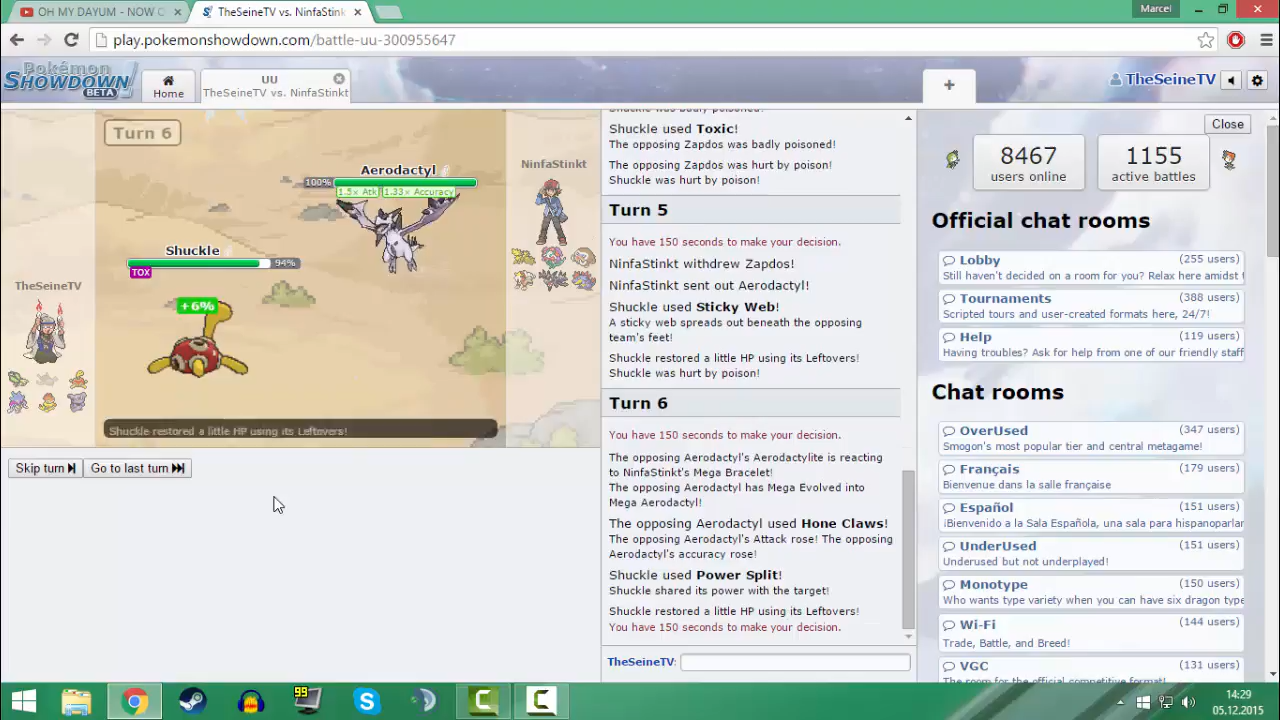 OH MY DAYUM - NOW C
TheSeineTV vs. NinfaStink
Marcel
play.pokemonshowdown.com/battle-uu-300955647
Pokémon
SHOWDOWN
BETA
Home
UU
TheSeineTV vs. NinfaStinkt
TheSeineTV
Turn 6
Aerodactyl
100%
1.5× Atk 1.33× Accuracy
NinfaStinkt
Shuckle
94%
TOX
+6%
TheSeineTV
Shuckle restored a little HP using its Leftovers!
Skip turn
Go to last turn
Shuckle was badly poisoned!
Shuckle used Toxic!
The opposing Zapdos was badly poisoned!
The opposing Zapdos was hurt by poison!
Shuckle was hurt by poison!
Turn 5
You have 150 seconds to make your decision.
NinfaStinkt withdrew Zapdos!
NinfaStinkt sent out Aerodactyl!
Shuckle used Sticky Web!
A sticky web spreads out beneath the opposing
team's feet!
Shuckle restored a little HP using its Leftovers!
Shuckle was hurt by poison!
Turn 6
You have 150 seconds to make your decision.
The opposing Aerodactyl's Aerodactylite is reacting
to NinfaStinkt's Mega Bracelet!
The opposing Aerodactyl has Mega Evolved into
Mega Aerodactyl!
The opposing Aerodactyl used Hone Claws!
The opposing Aerodactyl's Attack rose! The opposing
Aerodactyl's accuracy rose!
Shuckle used Power Split!
Shuckle shared its power with the target!
Shuckle restored a little HP using its Leftovers!
You have 150 seconds to make your decision.
TheSeineTV:
Close
8467
users online
1155
active battles
Official chat rooms
Lobby
(255 users)
Still haven't decided on a room for you? Relax here amidst t
Tournaments
(388 users)
Scripted tours and user-created formats here, 24/7!
Help
(119 users)
Having troubles? Ask for help from one of our friendly staff
Chat rooms
OverUsed
(347 users)
Smogon's most popular tier and central metagame!
Français
(179 users)
Bienvenue dans la salle française
Español
(151 users)
¡Bienvenido a la Sala Española, una sala para hispanoparlar
UnderUsed
(151 users)
Underused but not underplayed!
Monotype
(150 users)
Who wants type variety when you can have six dragon type
Wi-Fi
(144 users)
Trade, Battle, and Breed!
VGC
(131 users)
The room for the official competitive format!
99
14:29
05.12.2015